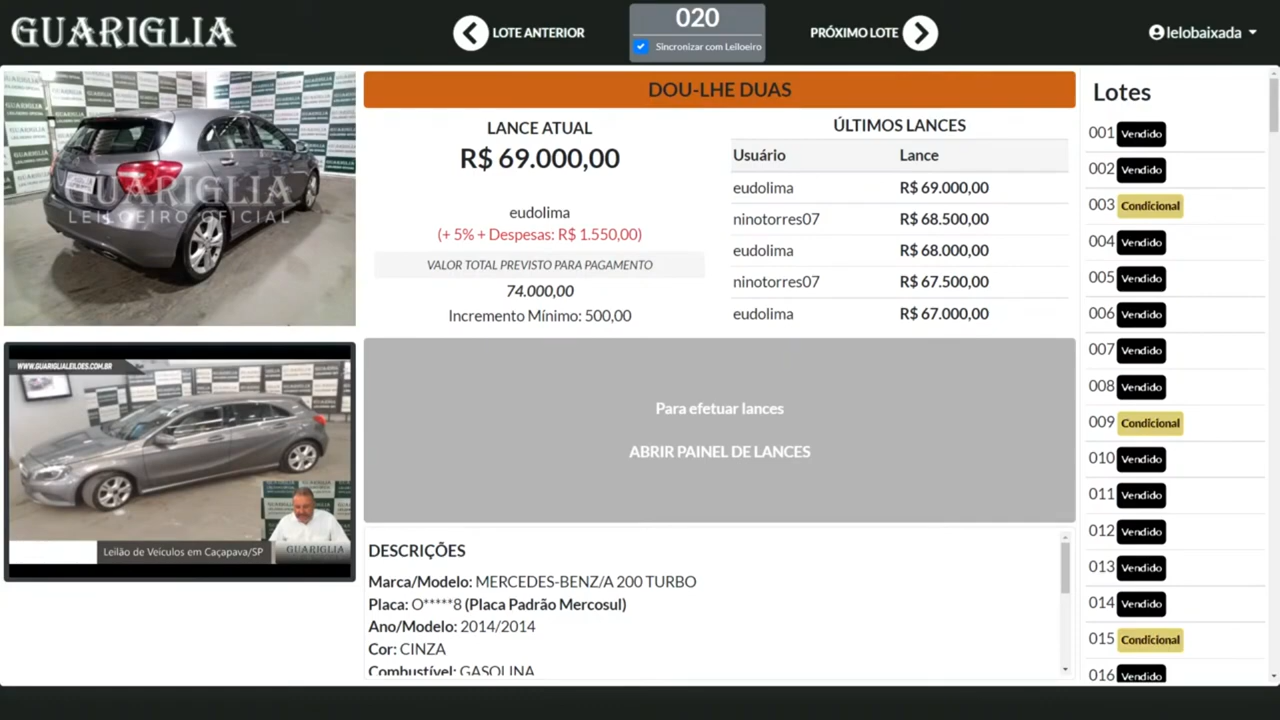 GUARIGLIA
LOTE ANTERIOR
020
Sincronizar com Leiloeiro
PRÓXIMO LOTE
lelobaixada
GUARIGLIA
LEILOEIRO OFICIAL
WWW.GUARIGLIALEILOES.COM.BR
Leilão de Veículos em Caçapava/SP
GUARIGLIA
DOU-LHE DUAS
LANCE ATUAL
R$ 69.000,00
eudolima
(+ 5% + Despesas: R$ 1.550,00)
VALOR TOTAL PREVISTO PARA PAGAMENTO
74.000,00
Incremento Mínimo: 500,00
ÚLTIMOS LANCES
Usuário Lance
eudolima R$ 69.000,00
ninotorres07 R$ 68.500,00
eudolima R$ 68.000,00
ninotorres07 R$ 67.500,00
eudolima R$ 67.000,00
Para efetuar lances
ABRIR PAINEL DE LANCES
DESCRIÇÕES
Marca/Modelo: MERCEDES-BENZ/A 200 TURBO
Placa: O*****8 (Placa Padrão Mercosul)
Ano/Modelo: 2014/2014
Cor: CINZA
Combustível: GASOLINA
Lotes
001 Vendido
002 Vendido
003 Condicional
004 Vendido
005 Vendido
006 Vendido
007 Vendido
008 Vendido
009 Condicional
010 Vendido
011 Vendido
012 Vendido
013 Vendido
014 Vendido
015 Condicional
016 Vendido